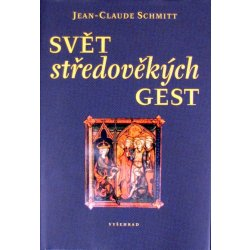 JEAN-CLAUDE SCHMITT
SVĚT
středověkých
GEST
VYŠEHRAD